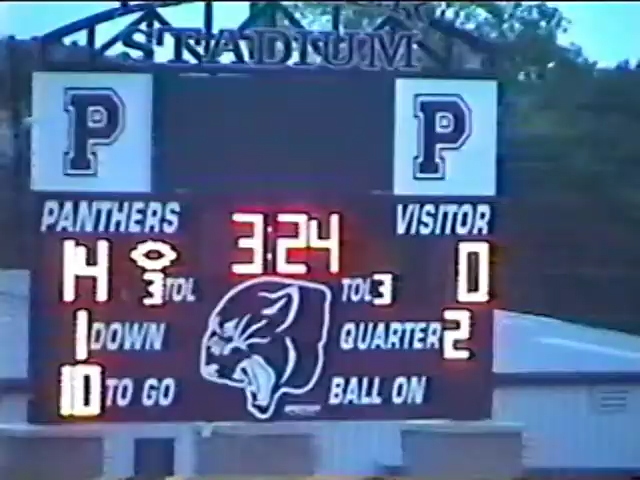 STADIUM
P P
PANTHERS 3:24 VISITOR
14 3 TOL TOL 3 0
1 DOWN QUARTER 2
10 TO GO BALL ON